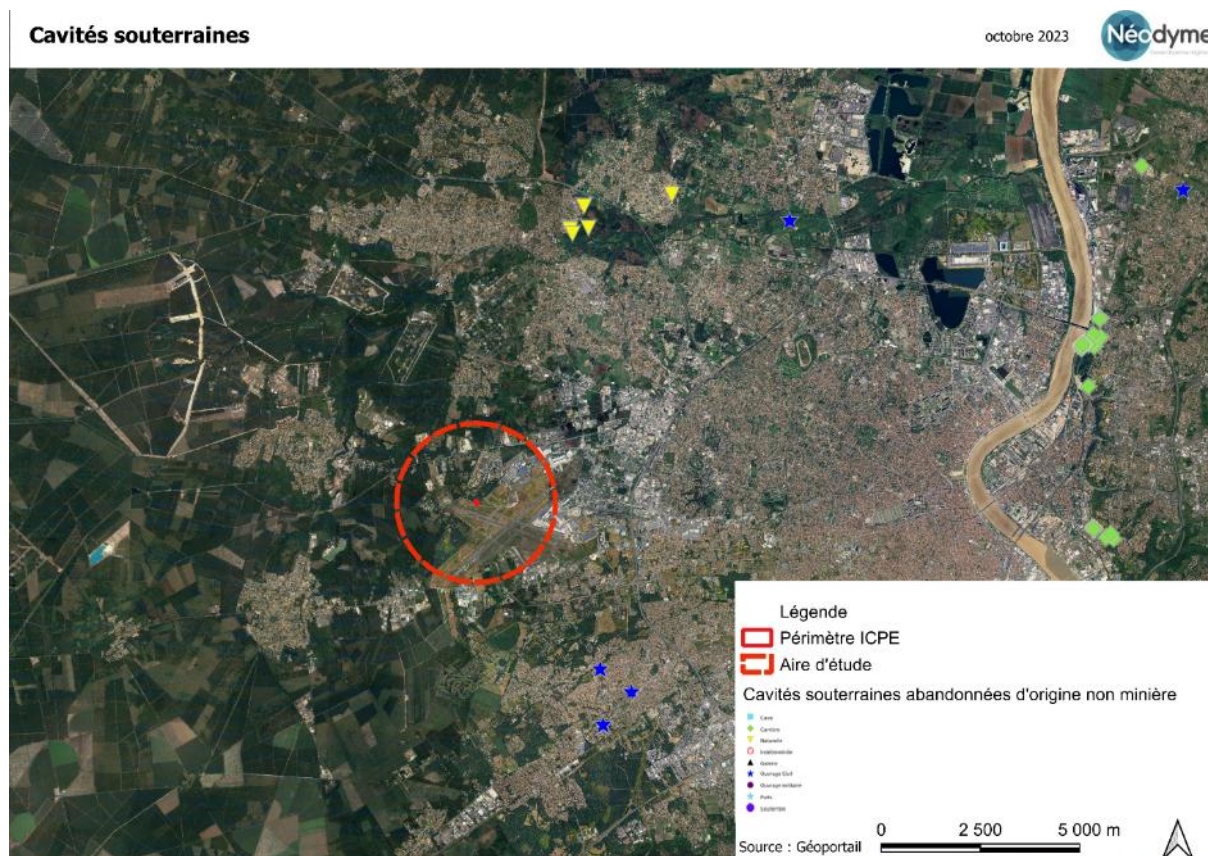 Cavités souterraines
octobre 2023
Néodyme
Légende
Périmètre ICPE
Aire d'étude
Cavités souterraines abandonnées d'origine non minière
Cave
Carrière
Naturelle
Indéterminée
Galerie
Ouvrage Civil
Ouvrage militaire
Puits
Souterrain
0 2 500 5 000 m
Source : Géoportail